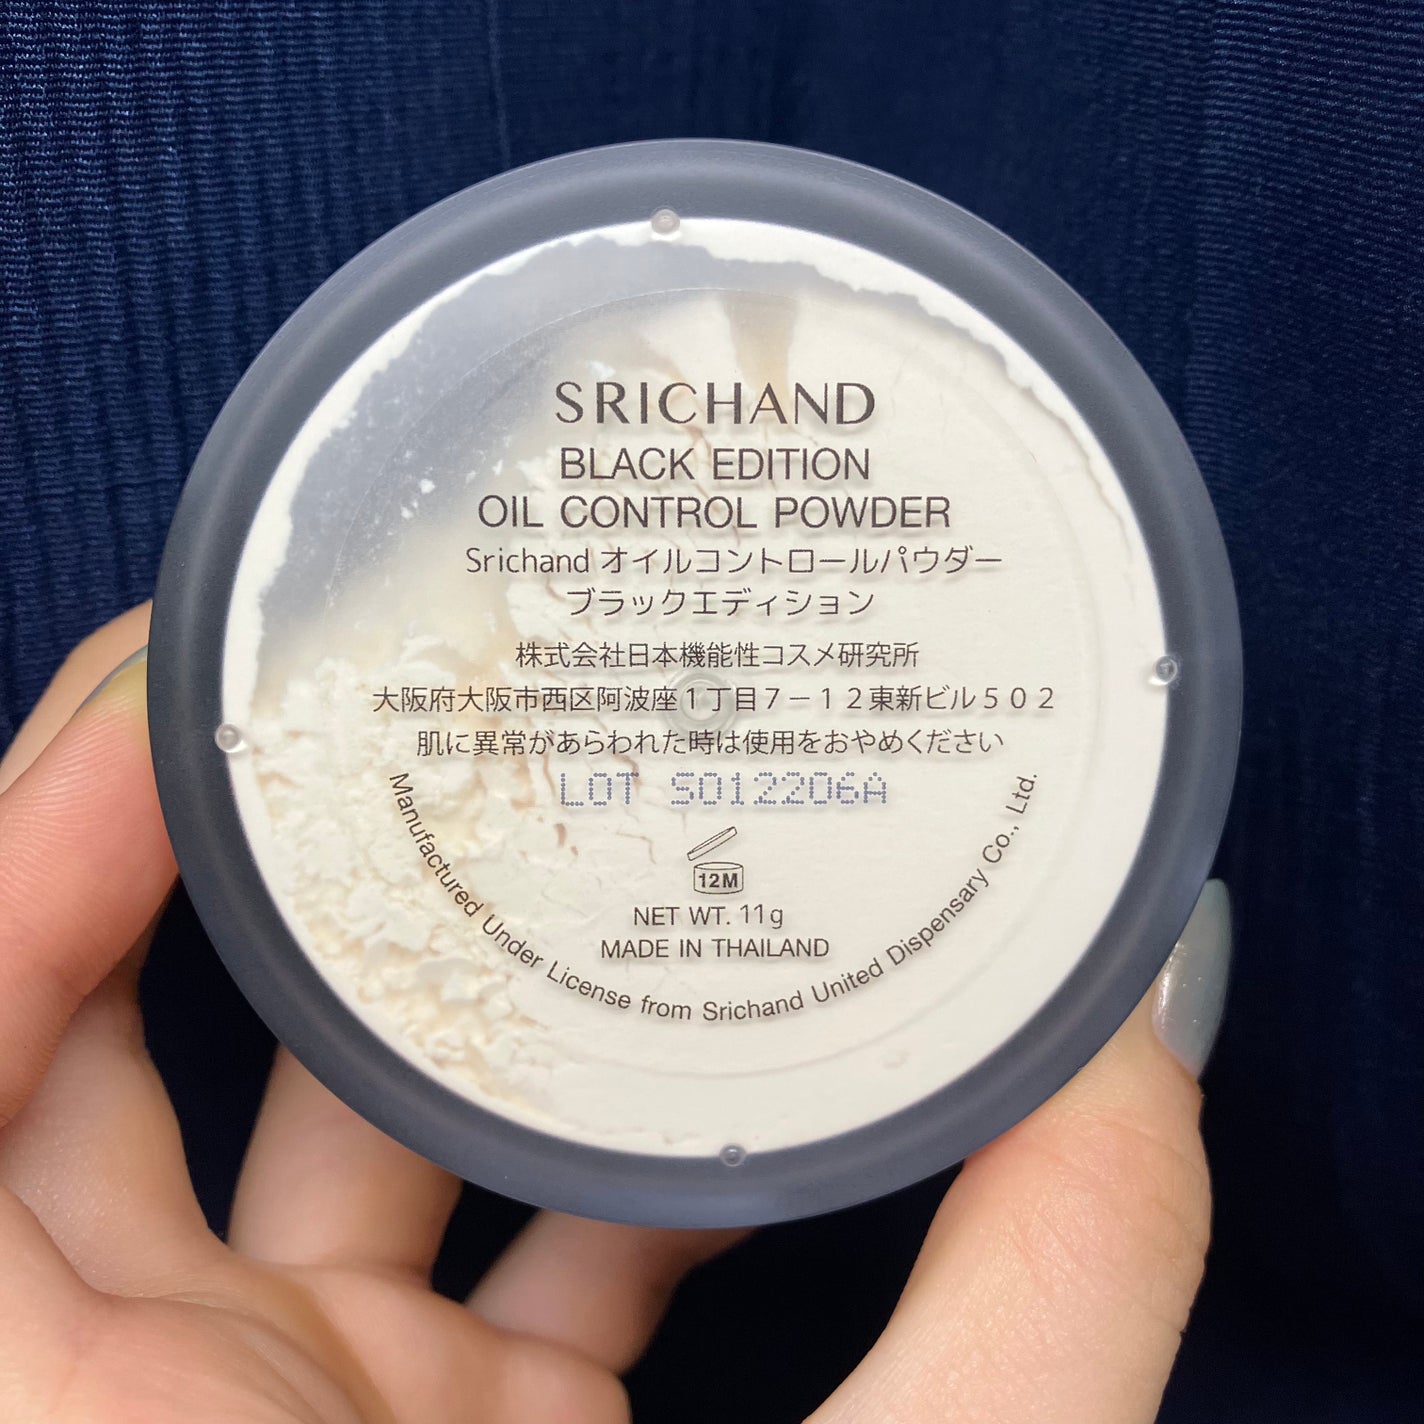 SRICHAND
BLACK EDITION
OIL CONTROL POWDER
Srichand オイルコントロールパウダー
ブラックエディション
株式会社日本機能性コスメ研究所
大阪府大阪市西区阿波座１丁目７－１２東新ビル５０２
肌に異常があらわれた時は使用をおやめください
LOT S012206A
12M
NET WT. 11g
MADE IN THAILAND
Manufactured Under License from Srichand United Dispensary Co., Ltd.